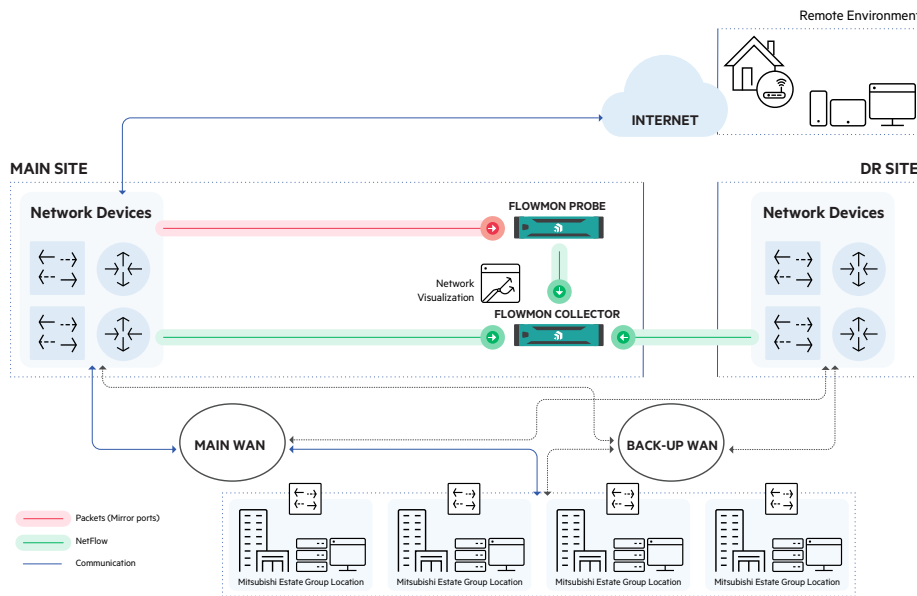 Remote Environment
INTERNET
MAIN SITE
DR SITE
Network Devices
FLOWMON PROBE
Network Devices
Network
Visualization
FLOWMON COLLECTOR
MAIN WAN
BACK-UP WAN
Packets (Mirror ports)
NetFlow
Communication
Mitsubishi Estate Group Location
Mitsubishi Estate Group Location
Mitsubishi Estate Group Location
Mitsubishi Estate Group Location